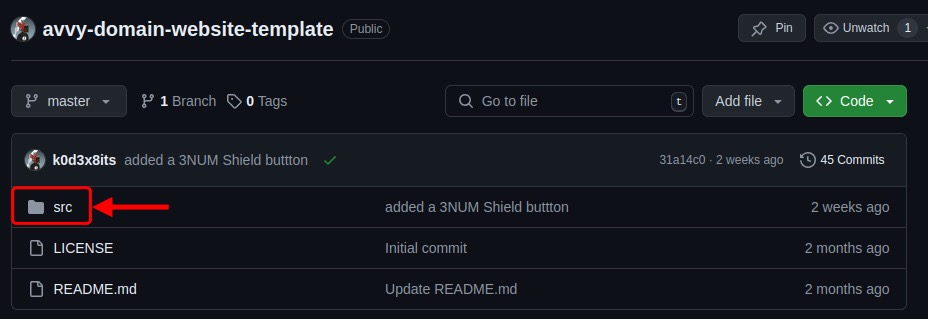 avvy-domain-website-template Public Pin Unwatch 1
master 1 Branch 0 Tags Go to file t Add file Code
k0d3x8its added a 3NUM Shield buttton 31a14c0 · 2 weeks ago 45 Commits
src added a 3NUM Shield buttton 2 weeks ago
LICENSE Initial commit 2 months ago
README.md Update README.md 2 months ago